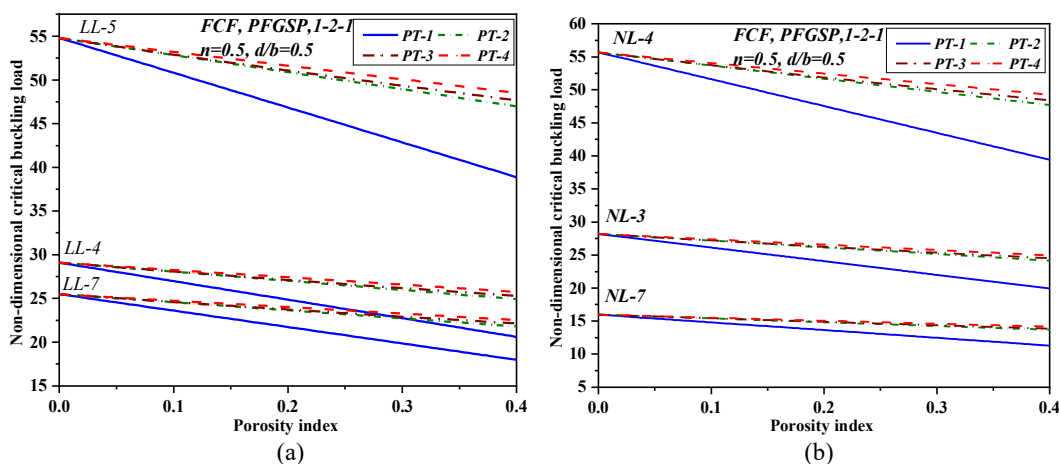 FCF, PFGSP,1-2-1
n=0.5, d/b=0.5
PT-1 PT-2
PT-3 PT-4
LL-5
LL-4
LL-7
Non-dimensional critical buckling load
55
50
45
40
35
30
25
20
15
0.0 0.1 0.2 0.3 0.4
Porosity index
(a)
FCF, PFGSP,1-2-1
n=0.5, d/b=0.5
PT-1 PT-2
PT-3 PT-4
NL-4
NL-3
NL-7
Non-dimensional critical buckling load
60
55
50
45
40
35
30
25
20
15
10
5
0.0 0.1 0.2 0.3 0.4
Porosity index
(b)